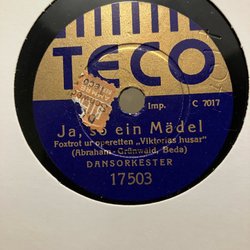 TECO
Imp. C 7017
Ja, so ein Mädel
Foxtrot ur operetten „Viktorias husar"
(Abraham - Grünwald, Beda)
DANSORKESTER
17503